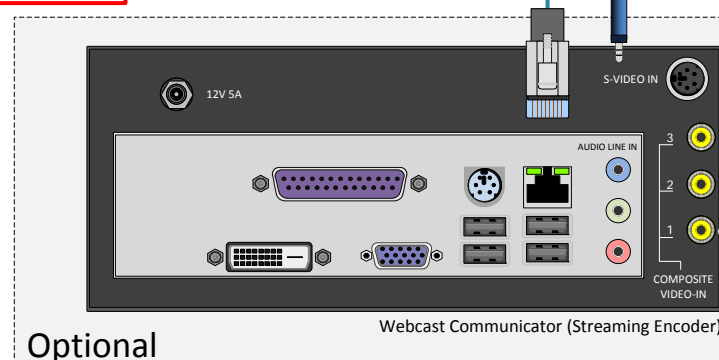 S-VIDEO IN
12V 5A
AUDIO LINE IN
3
2
1
COMPOSITE
VIDEO-IN
Webcast Communicator (Streaming Encoder)
Optional